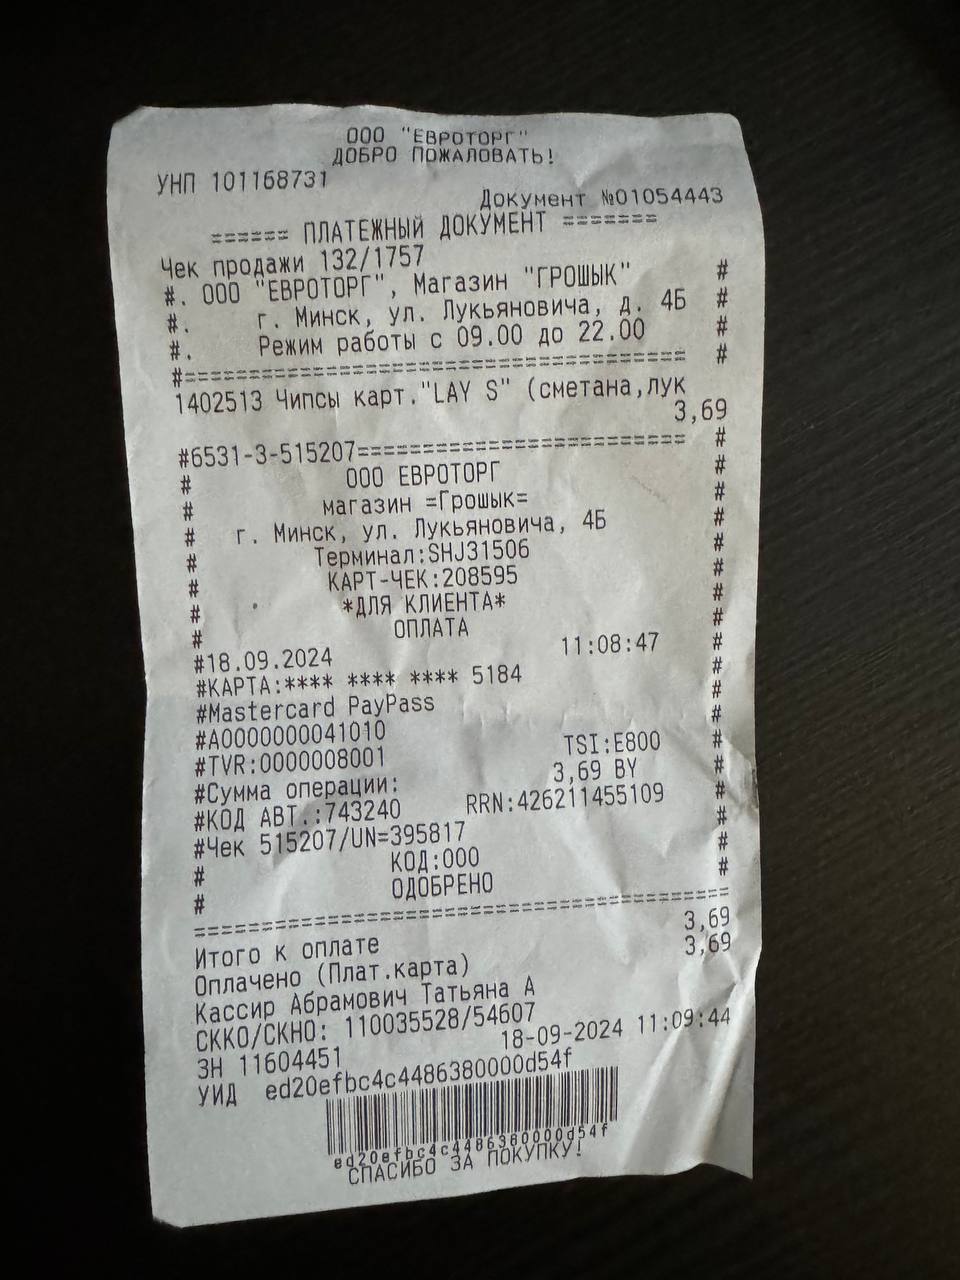 ООО "ЕВРОТОРГ"
ДОБРО ПОЖАЛОВАТЬ!
УНП 101168731
Документ №01054443
====== ПЛАТЕЖНЫЙ ДОКУМЕНТ =======
Чек продажи 132/1757
#. ООО "ЕВРОТОРГ", Магазин "ГРОШЫК" #
#. г. Минск, ул. Лукьяновича, д. 4Б #
#. Режим работы с 09.00 до 22.00 #
#======================================= #
1402513 Чипсы карт."LAY S" (сметана,лук
3,69
#6531-3-515207========================== #
# ООО ЕВРОТОРГ #
# магазин =Грошык= #
# г. Минск, ул. Лукьяновича, 4Б #
# Терминал:SHJ31506 #
# КАРТ-ЧЕК:208595 #
# *ДЛЯ КЛИЕНТА* #
# ОПЛАТА #
#18.09.2024 11:08:47 #
#КАРТА:**** **** **** 5184 #
#Mastercard PayPass #
#A0000000041010 #
#TVR:0000008001 TSI:E800 #
#Сумма операции: 3,69 BY #
#КОД АВТ.:743240 RRN:426211455109 #
#Чек 515207/UN=395817 #
# КОД:000 #
# ОДОБРЕНО #
========================================
Итого к оплате 3,69
Оплачено (Плат.карта) 3,69
Кассир Абрамович Татьяна А
СККО/СКНО: 110035528/54607
ЗН 11604451 18-09-2024 11:09:44
УИД ed20efbc4c4486380000d54f
ed20efbc4c4486380000d54f
СПАСИБО ЗА ПОКУПКУ!